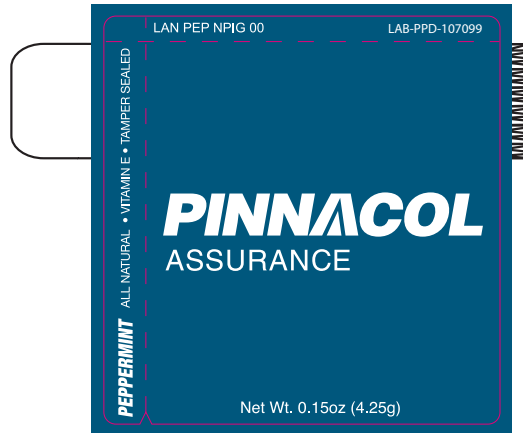 LAN PEP NPIG 00
LAB-PPD-107099
PEPPERMINT ALL NATURAL • VITAMIN E • TAMPER SEALED
PINNACOL
ASSURANCE
Net Wt. 0.15oz (4.25g)